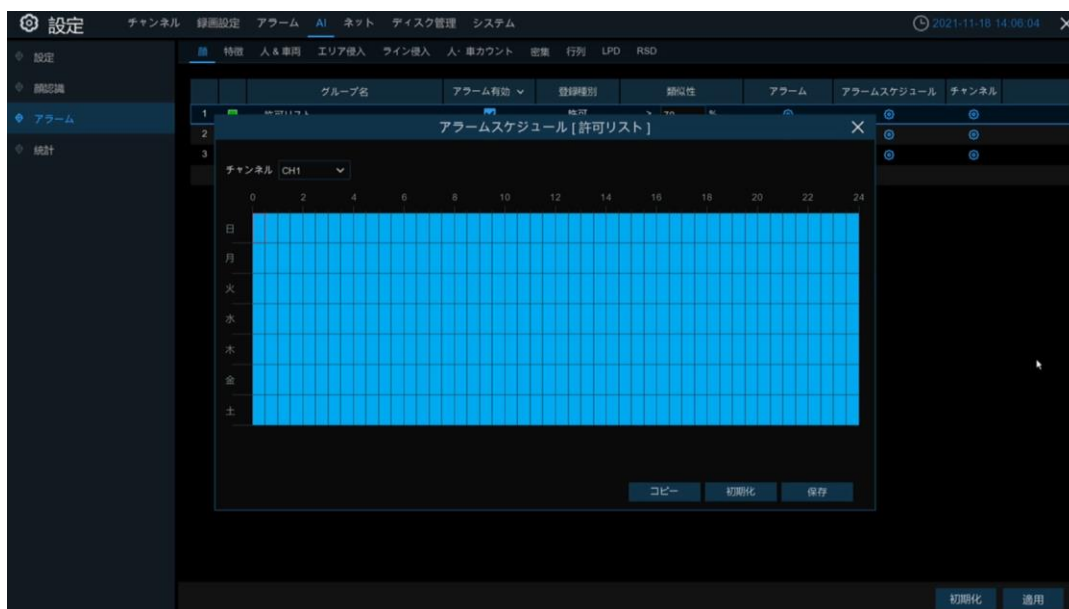 設定 チャンネル 録画設定 アラーム AI ネット ディスク管理 システム 2021-11-18 14:06:04
設定
顔認識
アラーム
統計
顔 特徴 人&車両 エリア侵入 ライン侵入 人・車カウント 密集 行列 LPD RSD
グループ名 アラーム有効 登録種別 類似性 アラーム アラームスケジュール チャンネル
1 許可リスト 許可 > 70 %
2
3
アラームスケジュール [ 許可リスト ]
チャンネル CH1
0 2 4 6 8 10 12 14 16 18 20 22 24
日
月
火
水
木
金
土
コピー 初期化 保存
初期化 適用